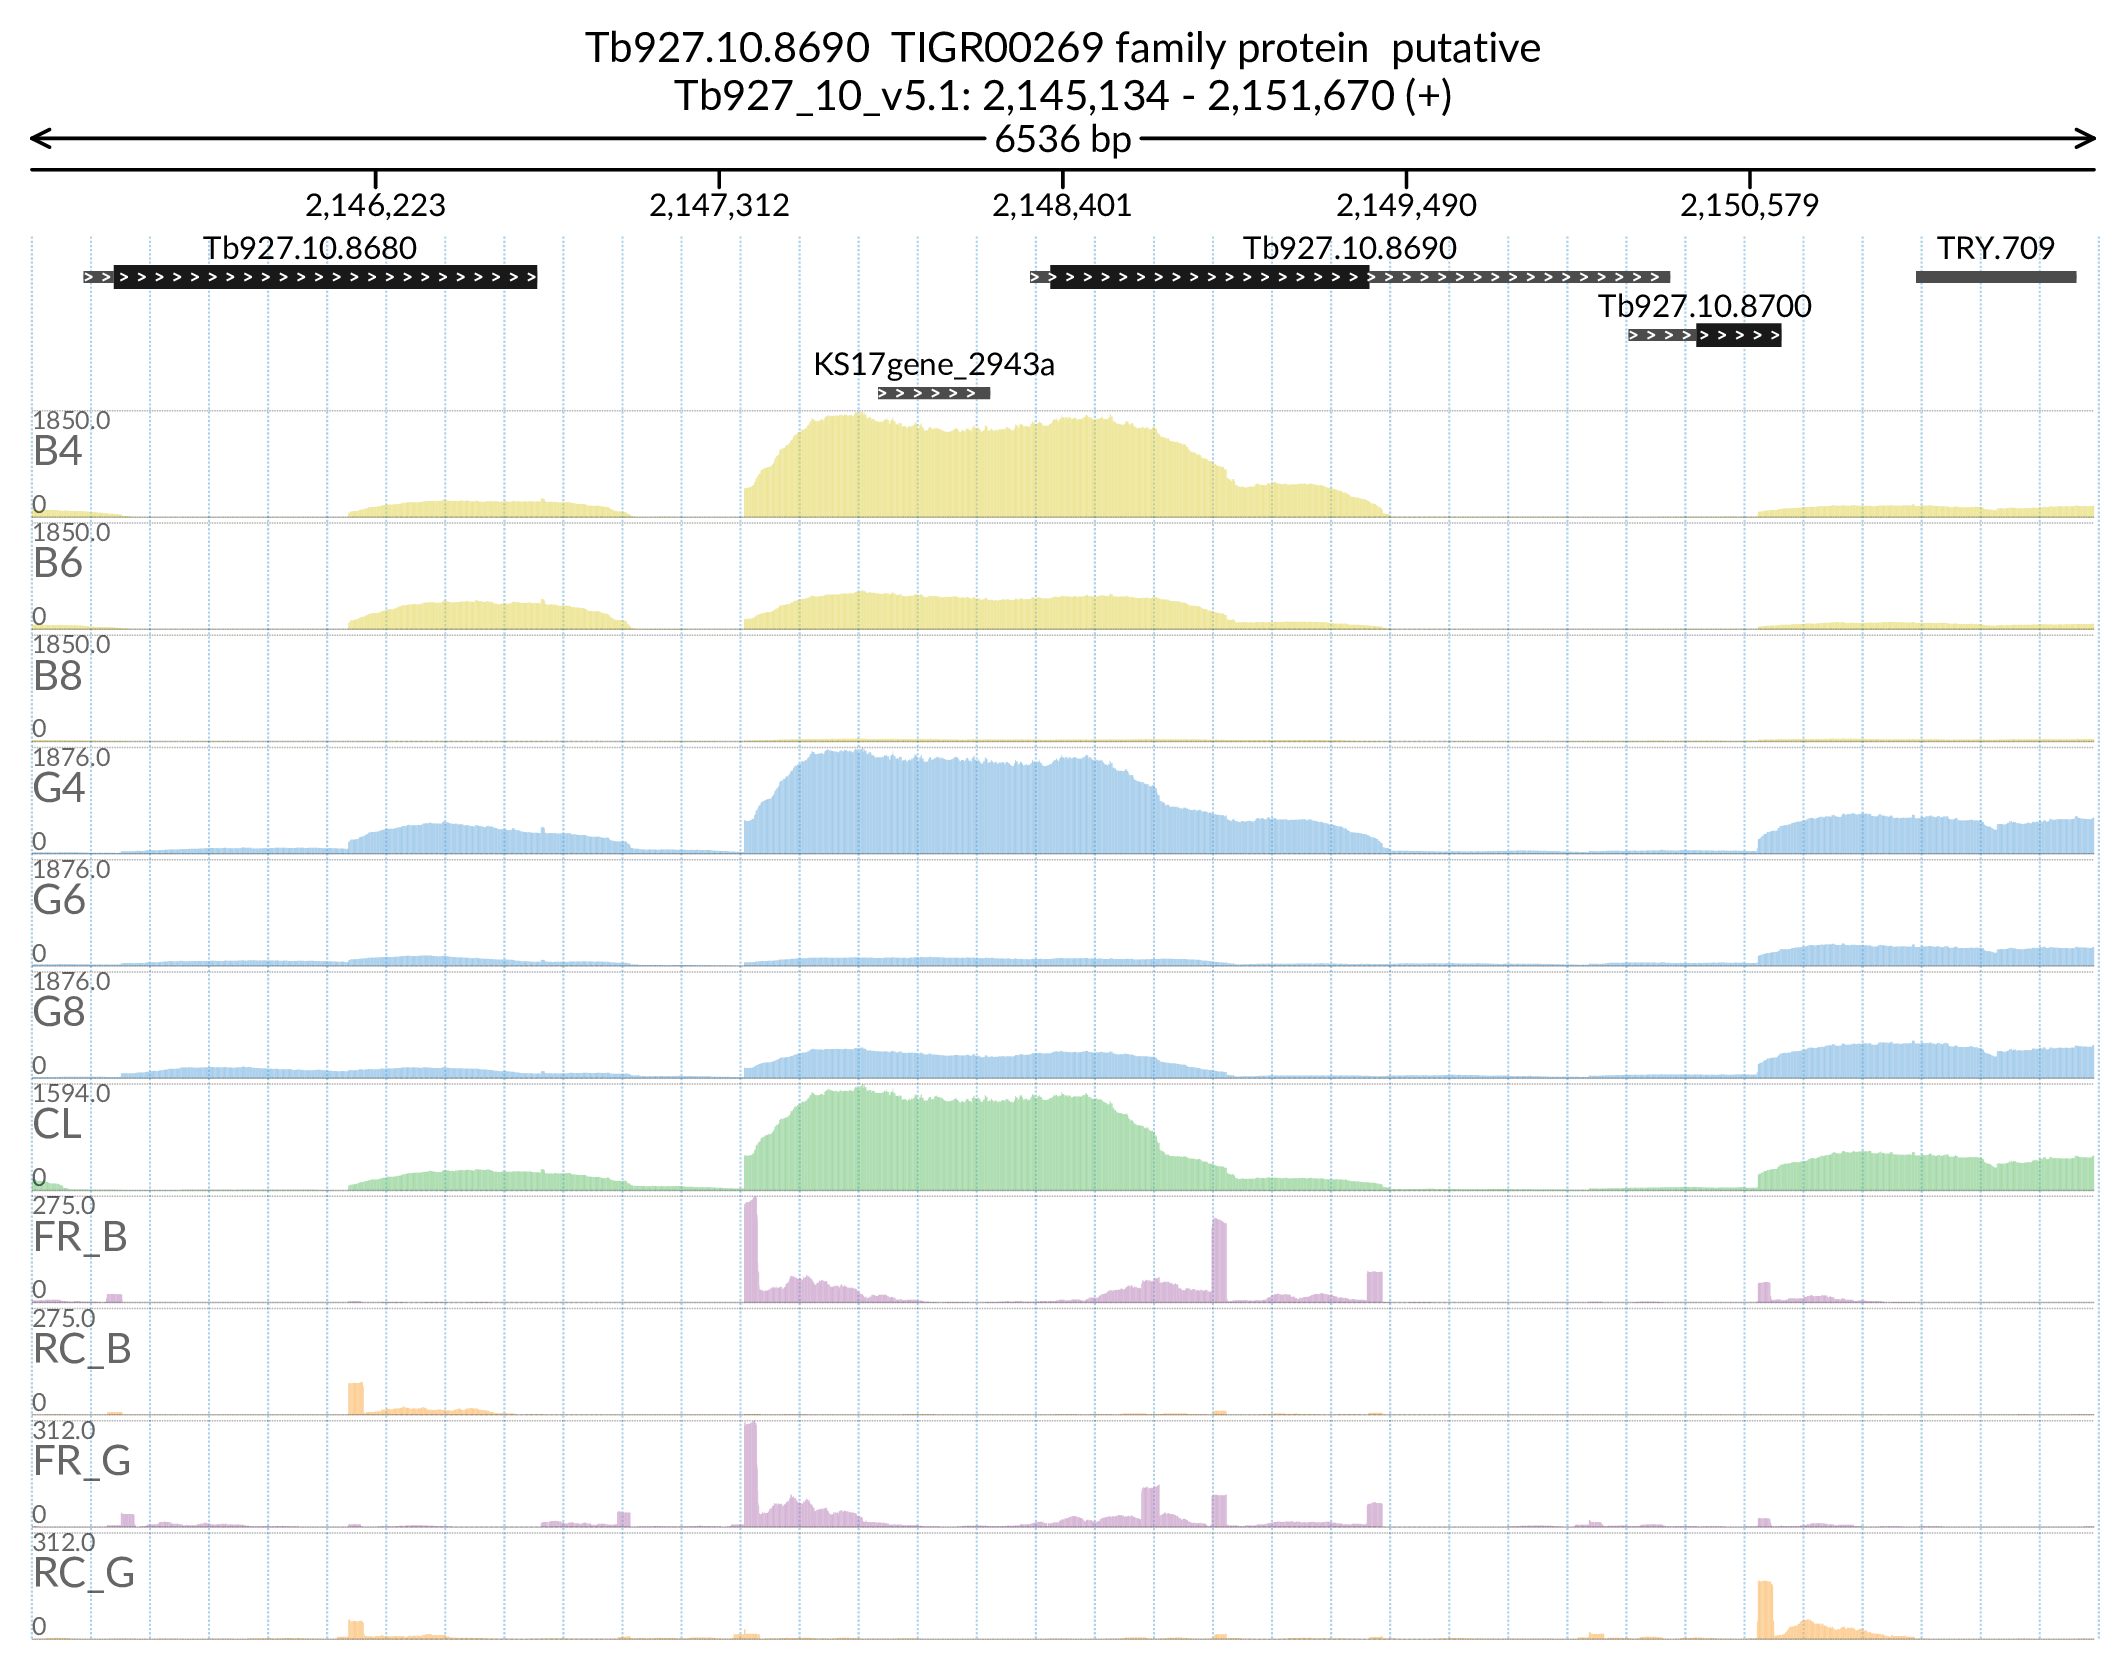 Tb927.10.8690  TIGR00269 family protein  putative
Tb927_10_v5.1: 2,145,134 - 2,151,670 (+)
6536 bp
2,146,223 2,147,312 2,148,401 2,149,490 2,150,579
Tb927.10.8680 Tb927.10.8690 TRY.709
Tb927.10.8700
KS17gene_2943a
1850.0
B4
0
1850.0
B6
0
1850.0
B8
0
1876.0
G4
0
1876.0
G6
0
1876.0
G8
0
1594.0
CL
0
275.0
FR_B
0
275.0
RC_B
0
312.0
FR_G
0
312.0
RC_G
0